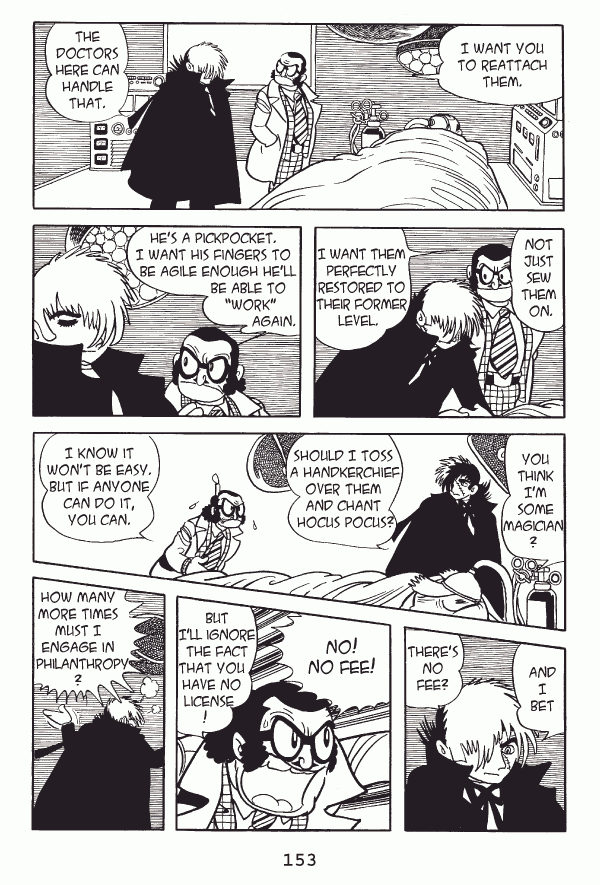 I WANT YOU
TO REATTACH
THEM.
THE
DOCTORS
HERE CAN
HANDLE
THAT.
NOT
JUST
SEW
THEM
ON.
I WANT THEM
PERFECTLY
RESTORED TO
THEIR FORMER
LEVEL.
HE'S A PICKPOCKET.
I WANT HIS FINGERS TO
BE AGILE ENOUGH HE'LL
BE ABLE TO
"WORK"
AGAIN.
YOU
THINK
I'M
SOME
MAGICIAN
?
SHOULD I TOSS
A HANDKERCHIEF
OVER THEM
AND CHANT
HOCUS POCUS?
I KNOW IT
WON'T BE EASY.
BUT IF ANYONE
CAN DO IT,
YOU CAN.
AND
I
BET
THERE'S
NO
FEE?
NO!
NO FEE!
BUT
I'LL IGNORE
THE FACT
THAT YOU
HAVE NO
LICENSE
!
HOW MANY
MORE TIMES
MUST I
ENGAGE IN
PHILANTHROPY
?
153